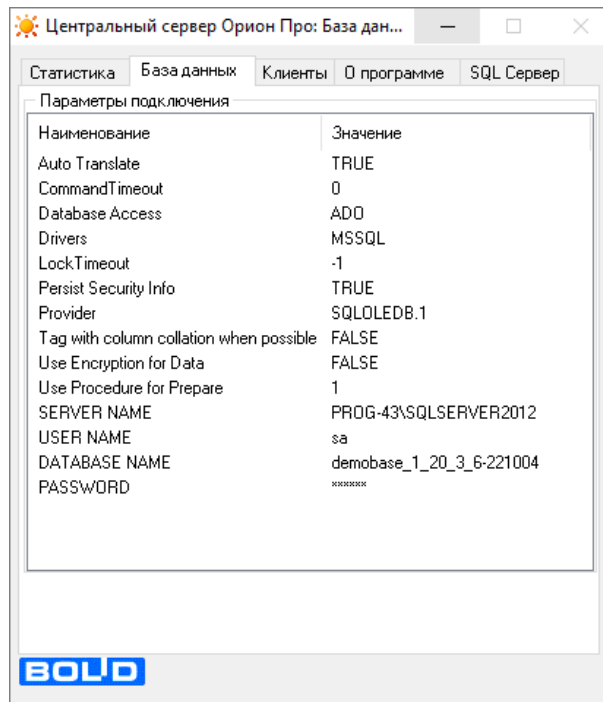 Центральный сервер Орион Про: База дан...
Статистика База данных Клиенты О программе SQL Сервер
Параметры подключения
Наименование Значение
Auto Translate TRUE
CommandTimeout 0
Database Access ADO
Drivers MSSQL
LockTimeout -1
Persist Security Info TRUE
Provider SQLOLEDB.1
Tag with column collation when possible FALSE
Use Encryption for Data FALSE
Use Procedure for Prepare 1
SERVER NAME PROG-43\SQLSERVER2012
USER NAME sa
DATABASE NAME demobase_1_20_3_6-221004
PASSWORD ******
BOLID